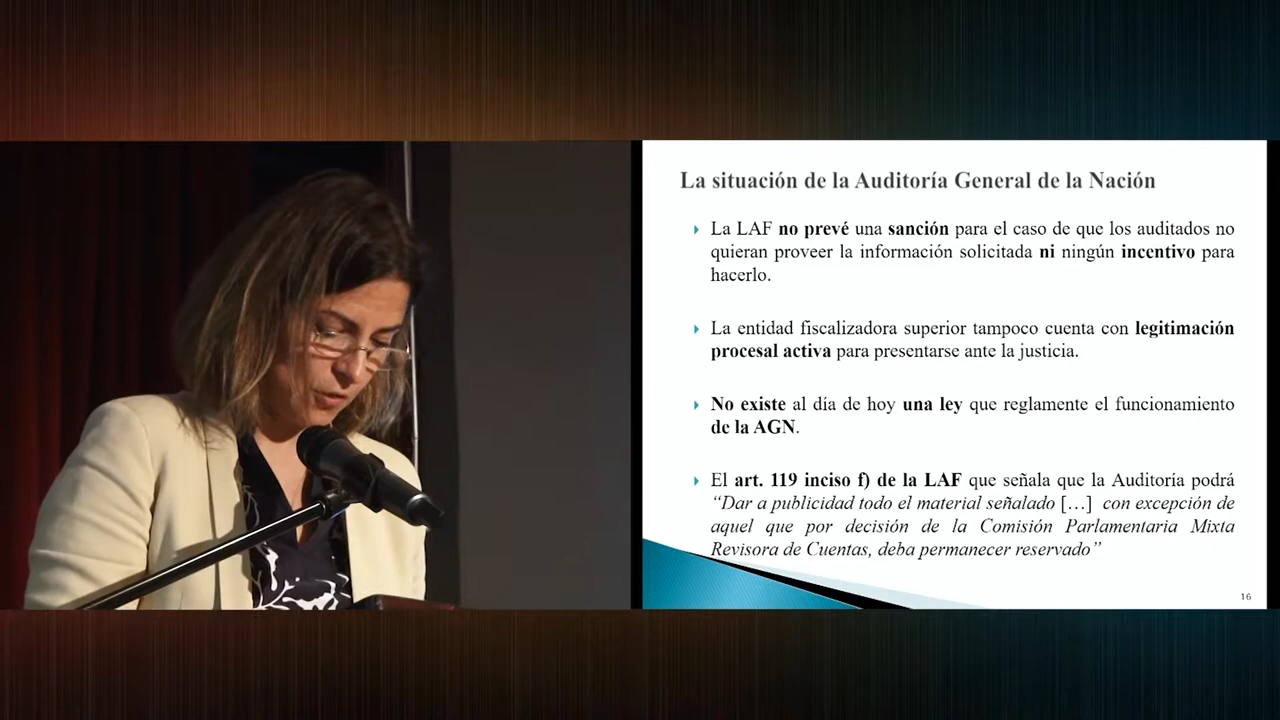 La situación de la Auditoría General de la Nación
La LAF no prevé una sanción para el caso de que los auditados no
quieran proveer la información solicitada ni ningún incentivo para
hacerlo.
La entidad fiscalizadora superior tampoco cuenta con legitimación
procesal activa para presentarse ante la justicia.
No existe al día de hoy una ley que reglamente el funcionamiento
de la AGN.
El art. 119 inciso f) de la LAF que señala que la Auditoría podrá
“Dar a publicidad todo el material señalado […] con excepción de
aquel que por decisión de la Comisión Parlamentaria Mixta
Revisora de Cuentas, deba permanecer reservado”
16